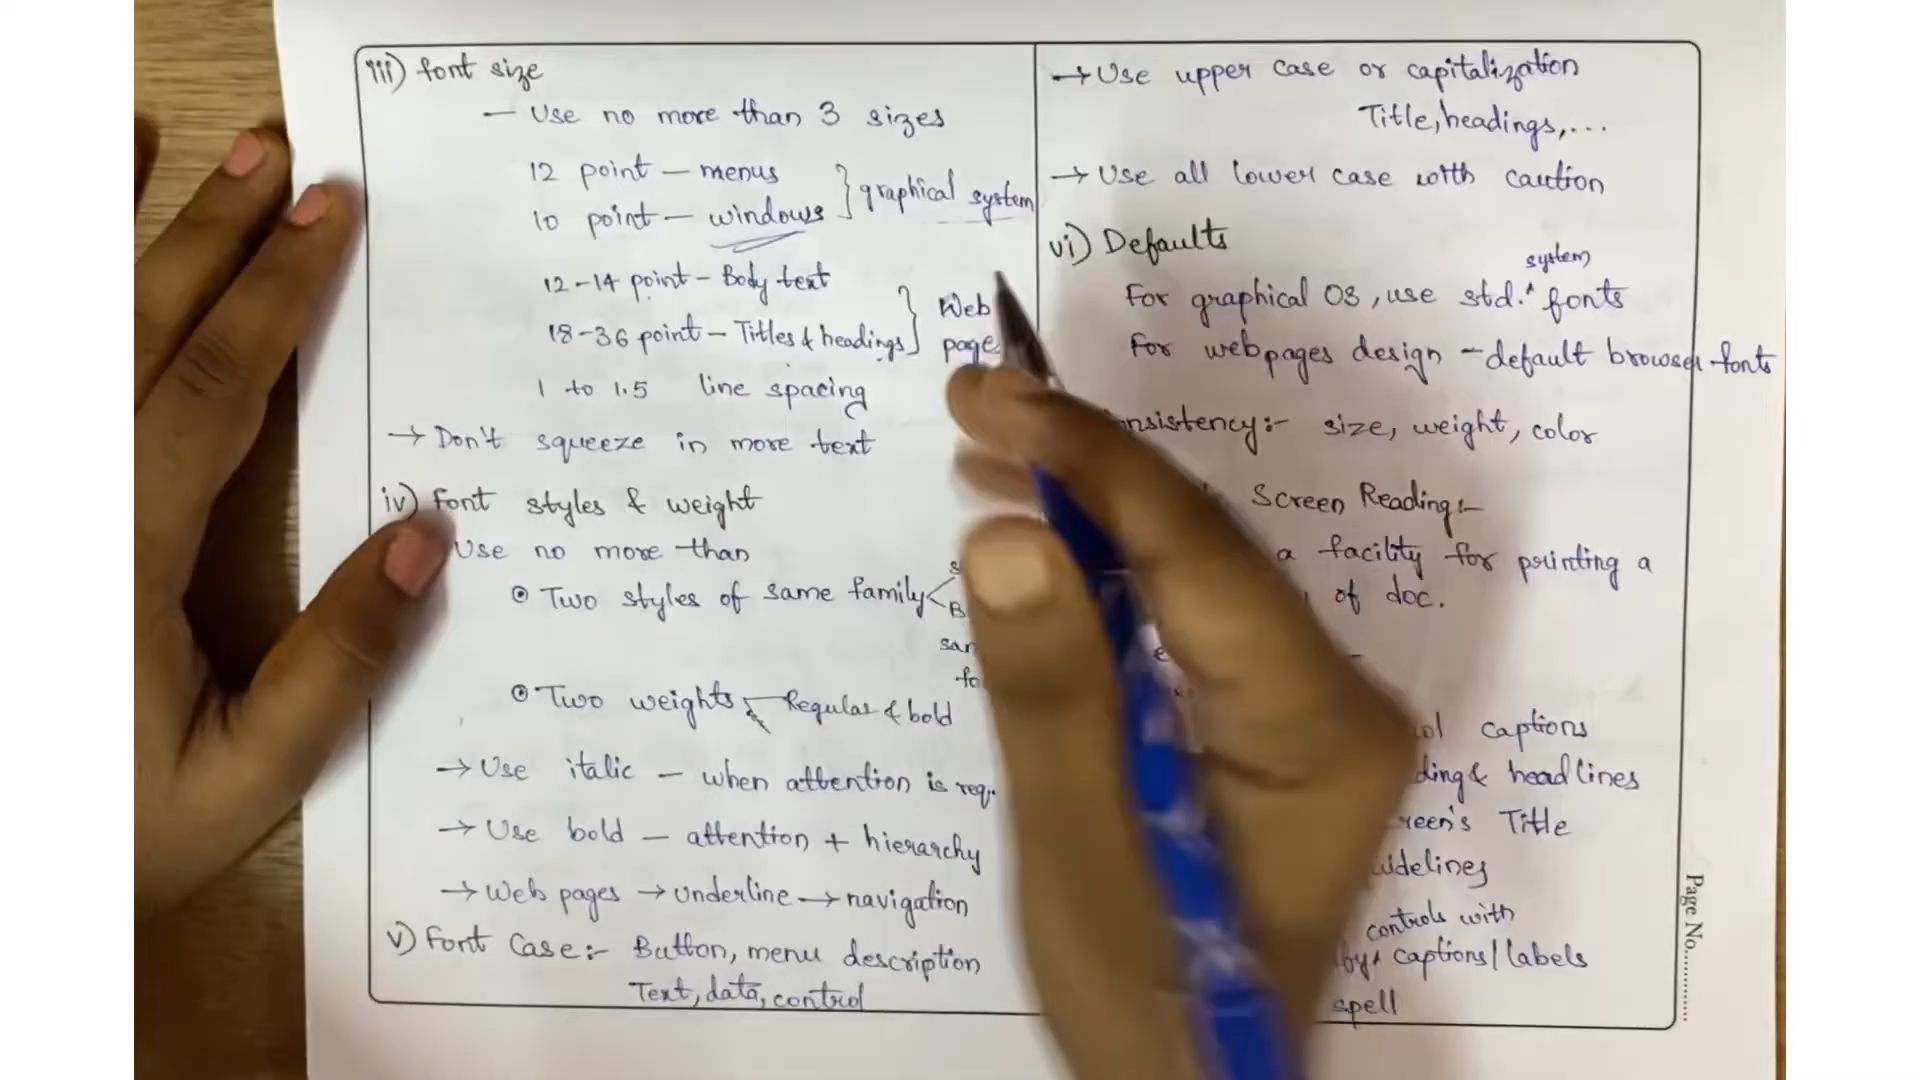 iii) font size
— Use no more than 3 sizes
12 point — menus
10 point — windows
graphical system
12-14 point - Body text
18-36 point - Titles & headings
Web
page
1 to 1.5 line spacing
→ Don't squeeze in more text
iv) Font styles & weight
Use no more than
⊙ Two styles of same family
⊙ Two weights Regular & bold
→ Use italic — when attention is req.
→ Use bold — attention + hierarchy
→ Web pages → underline → navigation
v) Font Case:- Button, menu description
Text, data, control
→ Use upper case or capitalization
Title, headings,...
→ Use all lower case with caution
vi) Defaults
system
For graphical OS, use std.^ fonts
For webpages design - default browser fonts
size, weight, color
Screen Reading:-
a facility for printing a
of doc.
captions
& headlines
Title
controls with
captions/labels
spell
Page No.............